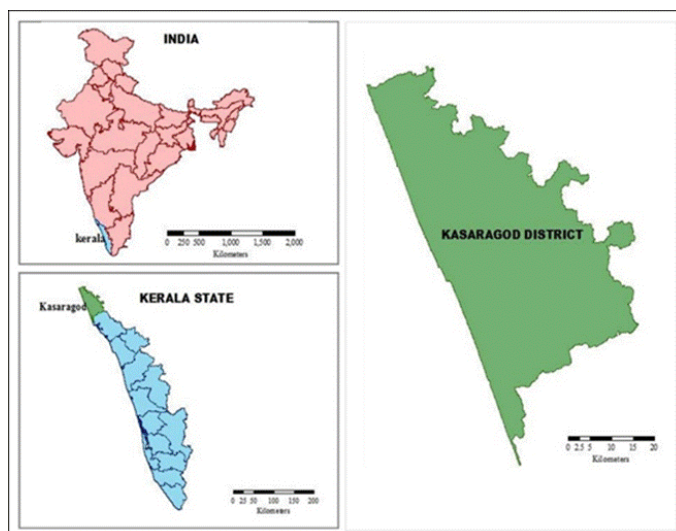 INDIA
kerala
0 250 500 1,000 1,500 2,000
Kilometers
KERALA STATE
Kasaragod
0 25 50 100 150 200
Kilometers
KASARAGOD DISTRICT
0 2.5 5 10 15 20
Kilometers